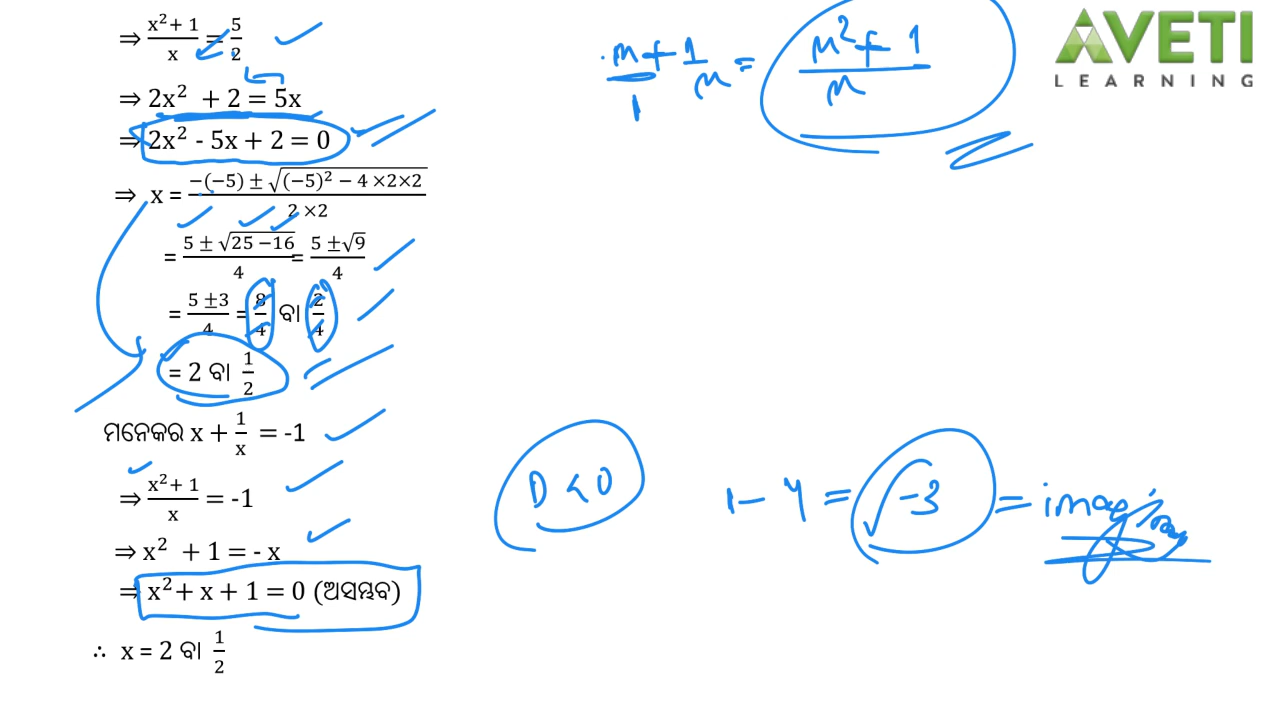 ⇒ x²+ 1/x = 5/2
⇒ 2x² + 2 = 5x
⇒ 2x² - 5x + 2 = 0
⇒ x = −(−5) ± √(−5)² − 4 ×2×2 / 2 ×2
= 5 ± √25 −16 / 4 = 5 ±√9 / 4
= 5 ±3/4 = 8/4 ବା 2/4
= 2 ବା 1/2
ମନେକର x + 1/x = -1
⇒ x²+ 1/x = -1
⇒ x² + 1 = - x
⇒ x² + x + 1 = 0 (ଅସମ୍ଭବ)
∴ x = 2 ବା 1/2
x/1 + 1/x = x² + 1/x
D < 0
1 - 4 = √-3 =
AVETI
LEARNING